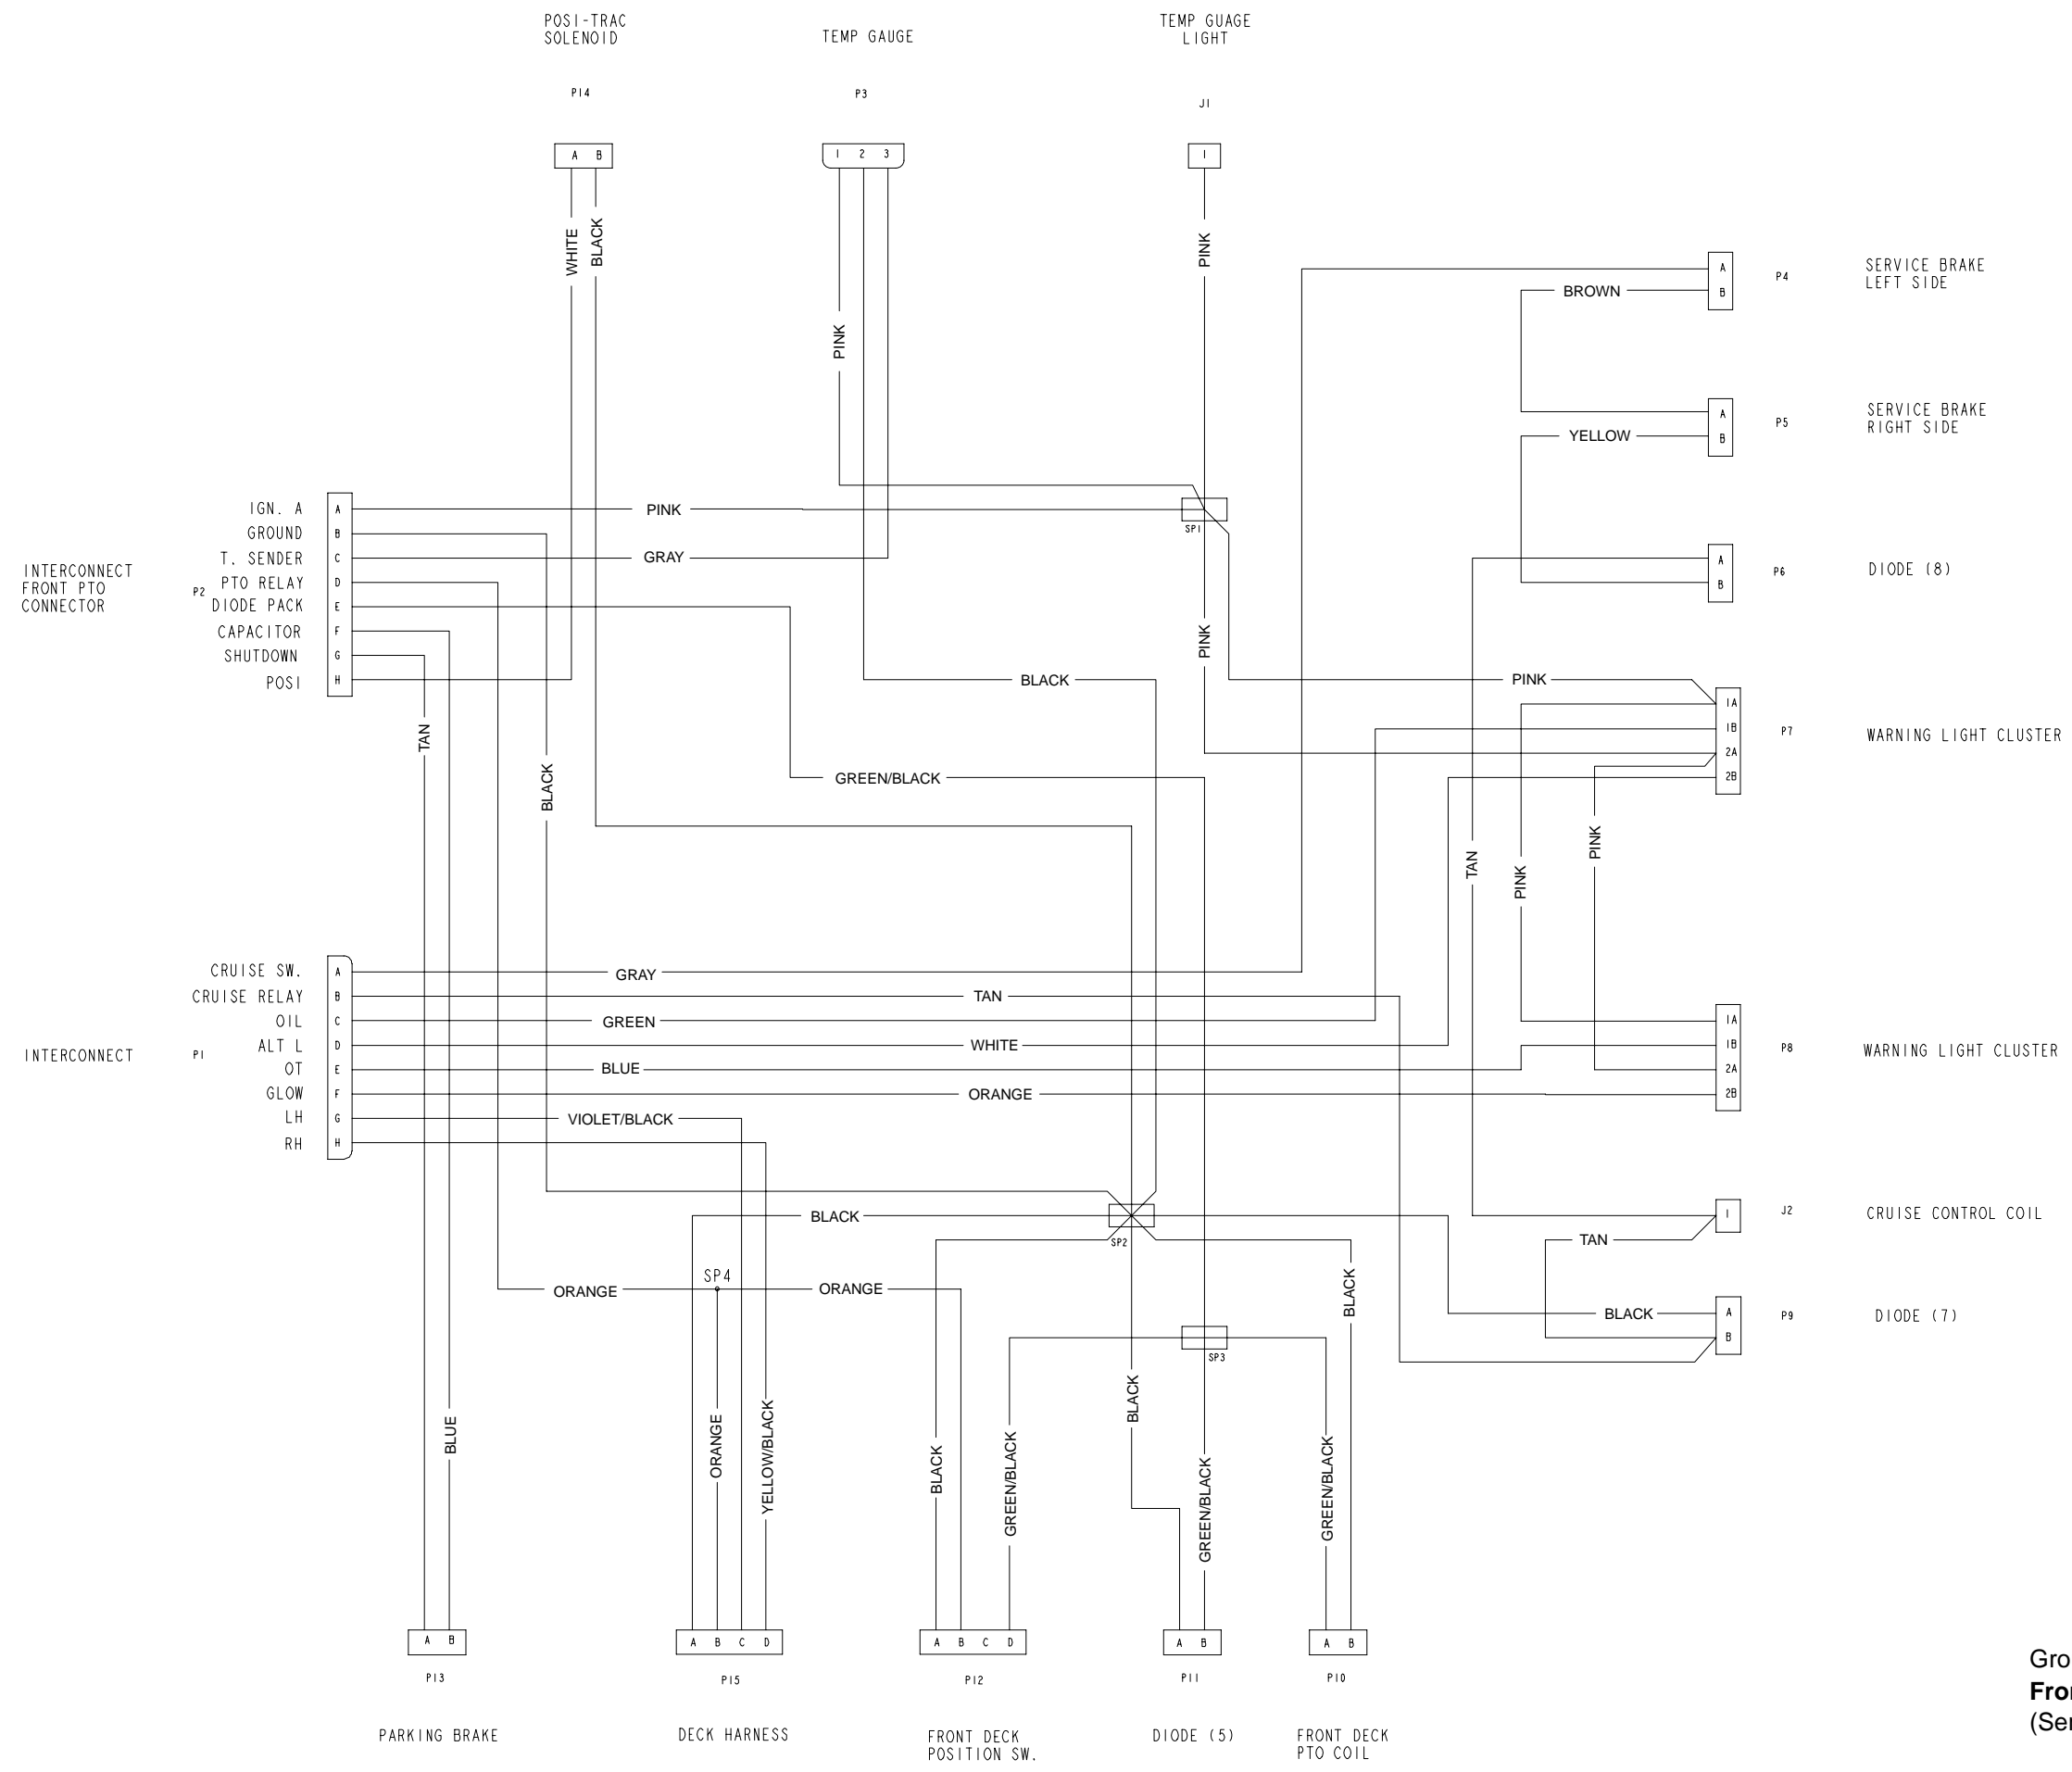 POSI-TRAC
SOLENOID
TEMP GAUGE
TEMP GUAGE
LIGHT
P14
P3
J1
A B
1 2 3
1
WHITE
BLACK
PINK
PINK
A
B
P4
SERVICE BRAKE
LEFT SIDE
BROWN
A
B
P5
SERVICE BRAKE
RIGHT SIDE
YELLOW
INTERCONNECT
FRONT PTO
CONNECTOR
P2
IGN. A
GROUND
T. SENDER
PTO RELAY
DIODE PACK
CAPACITOR
SHUTDOWN
POSI
A
B
C
D
E
F
G
H
PINK
GRAY
SP1
A
B
P6
DIODE (8)
PINK
BLACK
PINK
TAN
BLACK
GREEN/BLACK
1A
1B
2A
2B
P7
WARNING LIGHT CLUSTER
TAN
PINK
PINK
INTERCONNECT
P1
CRUISE SW.
CRUISE RELAY
OIL
ALT L
OT
GLOW
LH
RH
A
B
C
D
E
F
G
H
GRAY
TAN
GREEN
WHITE
BLUE
ORANGE
VIOLET/BLACK
1A
1B
2A
2B
P8
WARNING LIGHT CLUSTER
BLACK
SP2
1
J2
CRUISE CONTROL COIL
TAN
SP4
ORANGE
ORANGE
BLACK
BLACK
A
B
P9
DIODE (7)
SP3
BLUE
ORANGE
YELLOW/BLACK
BLACK
GREEN/BLACK
BLACK
GREEN/BLACK
GREEN/BLACK
A B
A B C D
A B C D
A B
A B
P13
P15
P12
P11
P10
PARKING BRAKE
DECK HARNESS
FRONT DECK
POSITION SW.
DIODE (5)
FRONT DECK
PTO COIL
Gro
Fro
(Ser